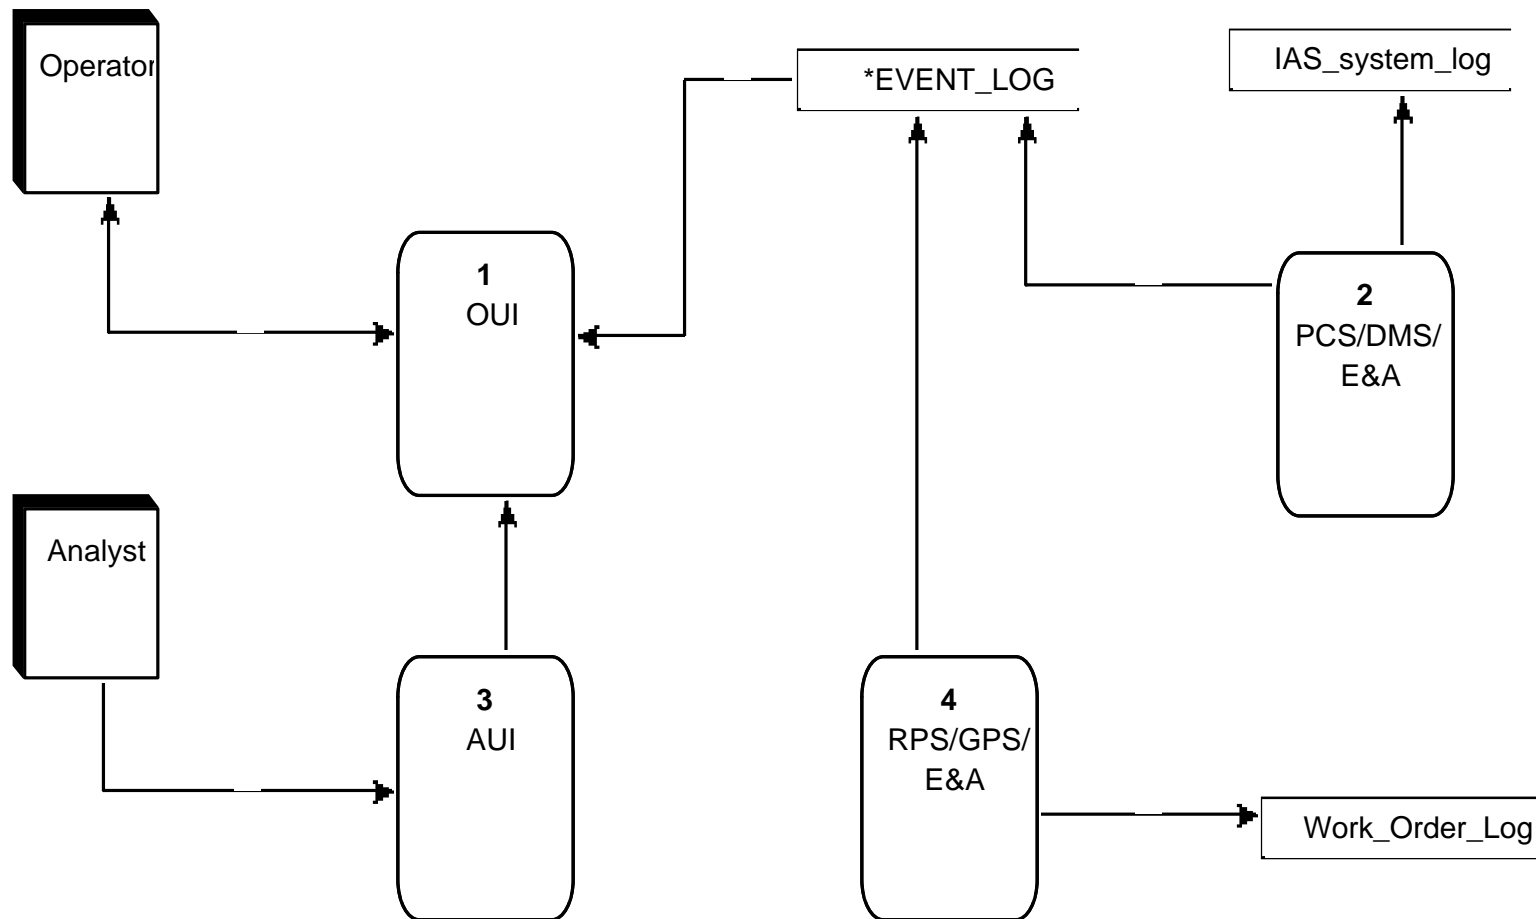 Operator
*EVENT_LOG
IAS_system_log
1
OUI
2
PCS/DMS/
E&A
Analyst
3
AUI
4
RPS/GPS/
E&A
Work_Order_Log